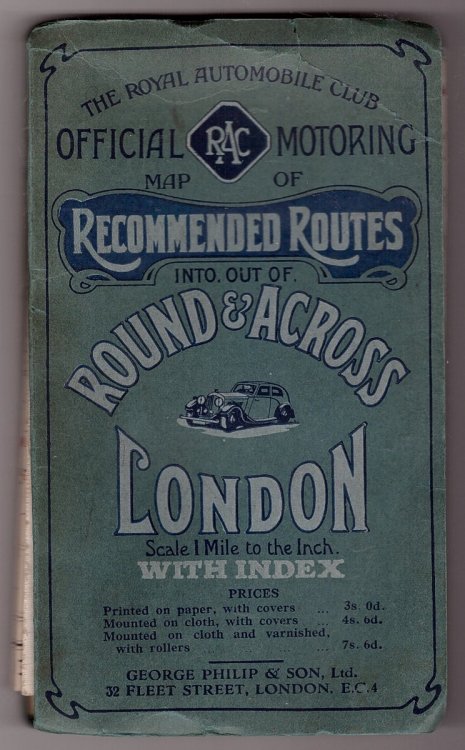 THE ROYAL AUTOMOBILE CLUB
OFFICIAL RAC MOTORING
MAP OF
RECOMMENDED ROUTES
INTO. OUT OF.
ROUND & ACROSS
LONDON
Scale 1 Mile to the Inch.
WITH INDEX
PRICES
Printed on paper, with covers ... 3s. 0d.
Mounted on cloth, with covers ... 4s. 6d.
Mounted on cloth and varnished,
with rollers ... ... ... 7s. 6d.
GEORGE PHILIP & SON, Ltd.
32 FLEET STREET, LONDON, E.C.4